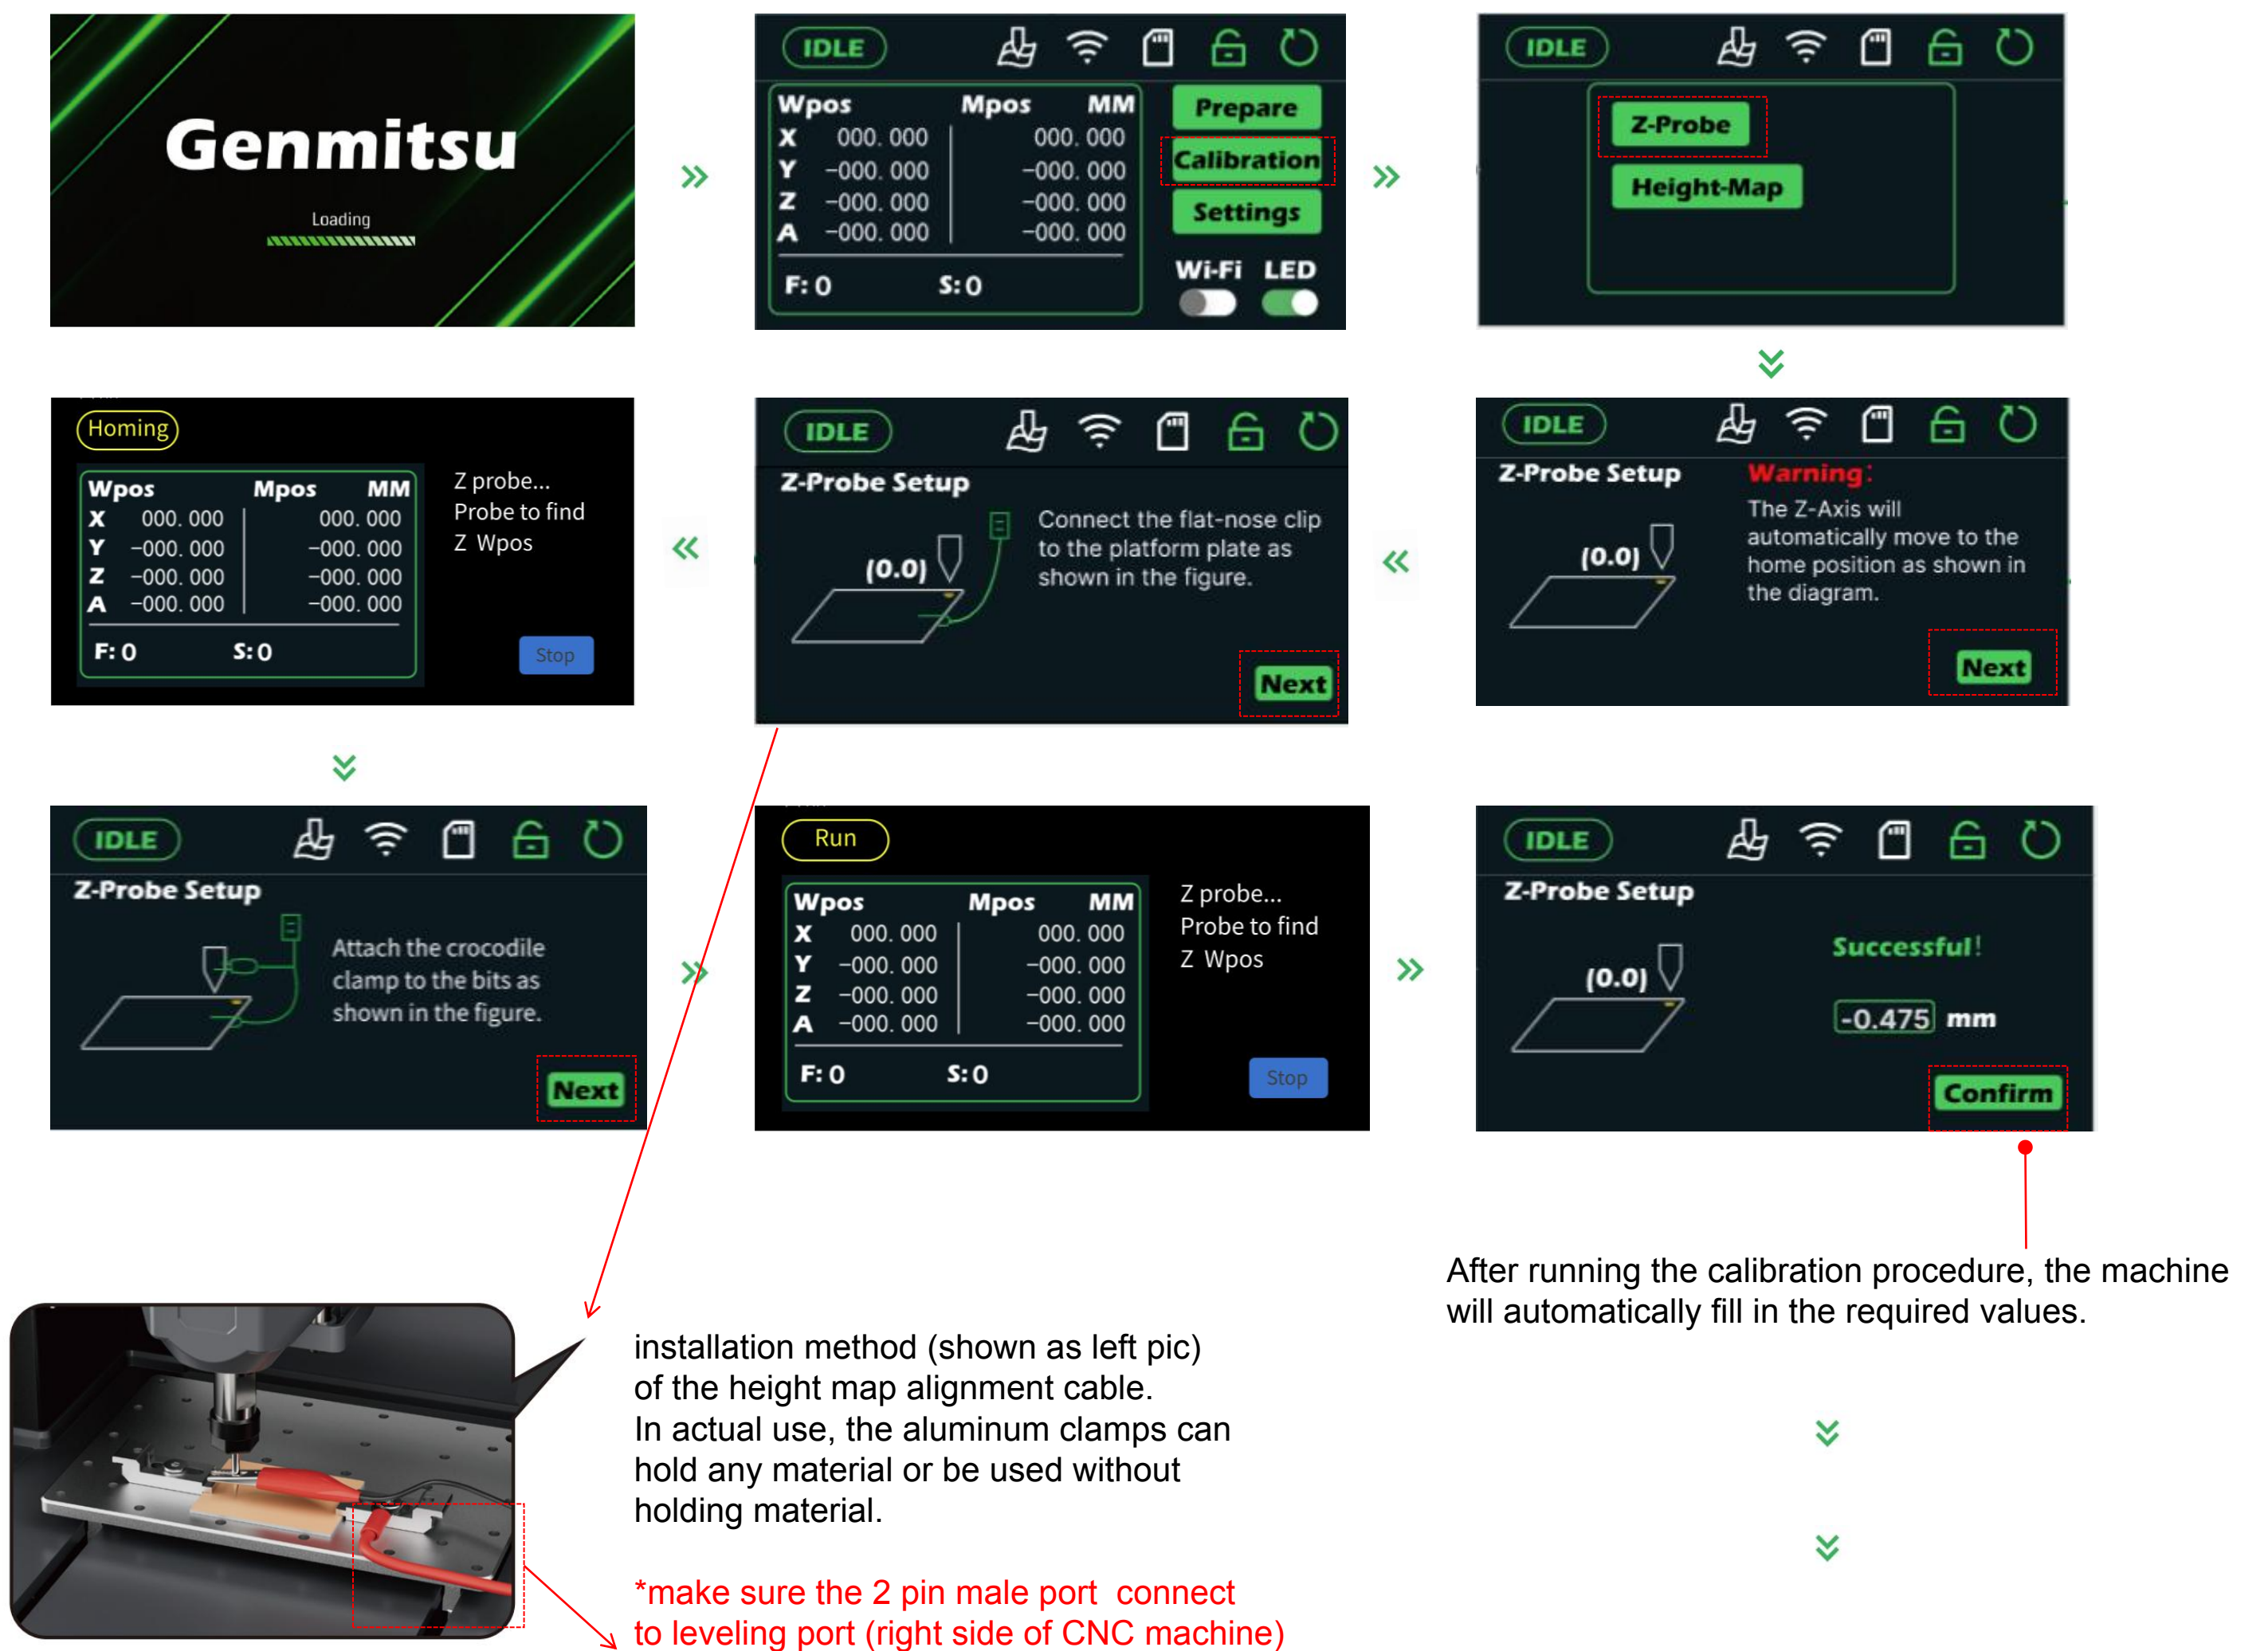 Genmitsu
Loading
IDLE
Wpos Mpos MM
X 000.000 000.000
Y -000.000 -000.000
Z -000.000 -000.000
A -000.000 -000.000
F: 0 S: 0
Prepare
Calibration
Settings
Wi-Fi LED
IDLE
Z-Probe
Height-Map
IDLE
Z-Probe Setup
(0.0)
Warning:
The Z-Axis will
automatically move to the
home position as shown in
the diagram.
Next
IDLE
Z-Probe Setup
(0.0)
Connect the flat-nose clip
to the platform plate as
shown in the figure.
Next
Homing
Wpos Mpos MM
X 000.000 000.000
Y -000.000 -000.000
Z -000.000 -000.000
A -000.000 -000.000
F: 0 S: 0
Z probe...
Probe to find
Z Wpos
Stop
IDLE
Z-Probe Setup
Attach the crocodile
clamp to the bits as
shown in the figure.
Next
Run
Wpos Mpos MM
X 000.000 000.000
Y -000.000 -000.000
Z -000.000 -000.000
A -000.000 -000.000
F: 0 S: 0
Z probe...
Probe to find
Z Wpos
Stop
IDLE
Z-Probe Setup
(0.0)
Successful!
-0.475 mm
Confirm
After running the calibration procedure, the machine
will automatically fill in the required values.
installation method (shown as left pic)
of the height map alignment cable.
In actual use, the aluminum clamps can
hold any material or be used without
holding material.
*make sure the 2 pin male port connect
to leveling port (right side of CNC machine)